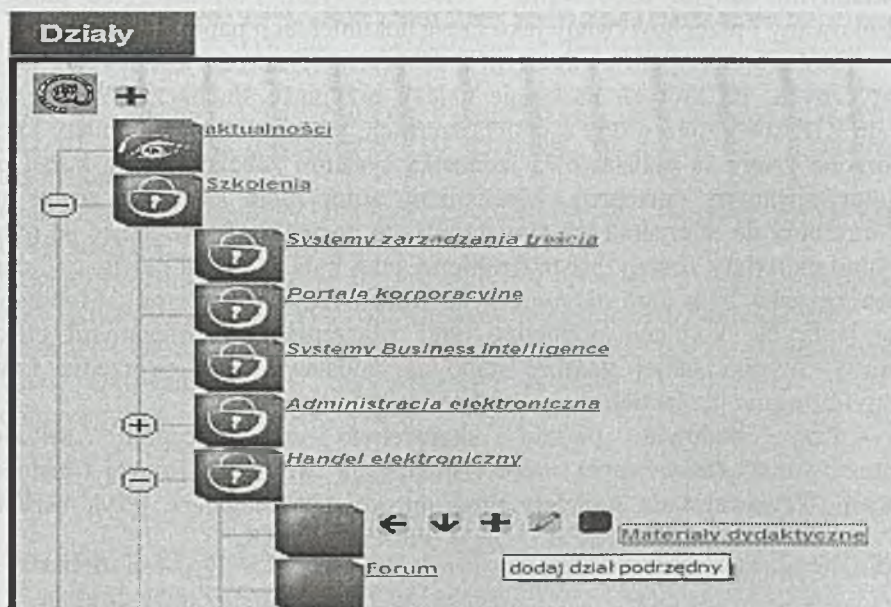 Działy
aktualności
Szkolenia
Systemy zarządzania treścią
Portale korporacyjne
Systemy Business Intelligence
Administracja elektroniczna
Handel elektroniczny
Materiały dydaktyczne
Forum
dodaj dział podrzędny